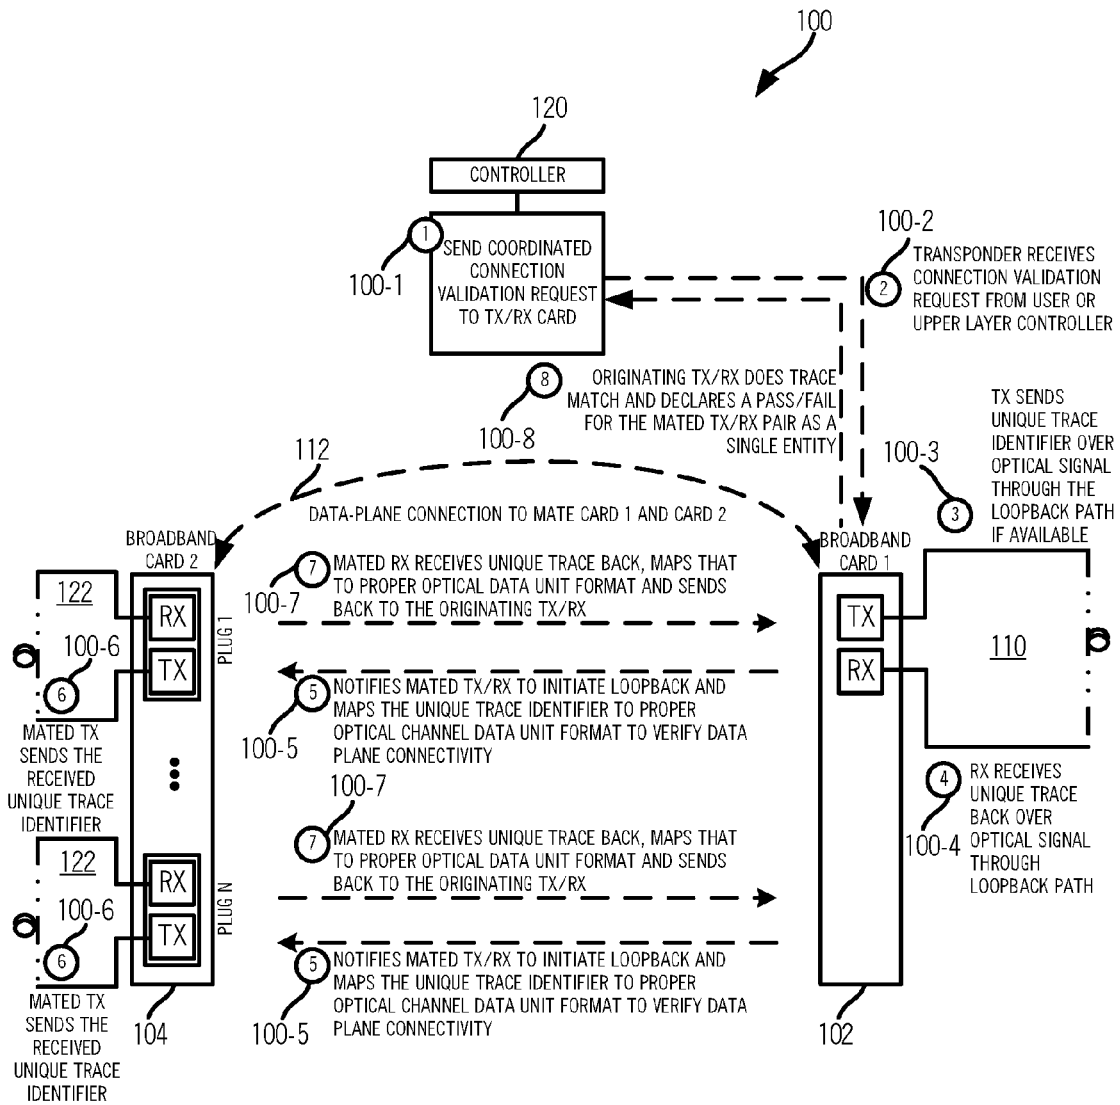 100
120
CONTROLLER
1
SEND COORDINATED
CONNECTION
VALIDATION REQUEST
TO TX/RX CARD
100-1
100-2
2
TRANSPONDER RECEIVES
CONNECTION VALIDATION
REQUEST FROM USER OR
UPPER LAYER CONTROLLER
8
100-8
ORIGINATING TX/RX DOES TRACE
MATCH AND DECLARES A PASS/FAIL
FOR THE MATED TX/RX PAIR AS A
SINGLE ENTITY
100-3
3
TX SENDS
UNIQUE TRACE
IDENTIFIER OVER
OPTICAL SIGNAL
THROUGH THE
LOOPBACK PATH
IF AVAILABLE
112
DATA-PLANE CONNECTION TO MATE CARD 1 AND CARD 2
BROADBAND
CARD 2
BROADBAND
CARD 1
122
RX
TX
PLUG 1
100-6
6
MATED TX
SENDS THE
RECEIVED
UNIQUE TRACE
IDENTIFIER
7
100-7
MATED RX RECEIVES UNIQUE TRACE BACK, MAPS THAT
TO PROPER OPTICAL DATA UNIT FORMAT AND SENDS
BACK TO THE ORIGINATING TX/RX
5
100-5
NOTIFIES MATED TX/RX TO INITIATE LOOPBACK AND
MAPS THE UNIQUE TRACE IDENTIFIER TO PROPER
OPTICAL CHANNEL DATA UNIT FORMAT TO VERIFY DATA
PLANE CONNECTIVITY
TX
RX
110
4
100-4
RX RECEIVES
UNIQUE TRACE
BACK OVER
OPTICAL SIGNAL
THROUGH
LOOPBACK PATH
100-7
7
MATED RX RECEIVES UNIQUE TRACE BACK, MAPS THAT
TO PROPER OPTICAL DATA UNIT FORMAT AND SENDS
BACK TO THE ORIGINATING TX/RX
122
RX
TX
PLUG N
100-6
6
MATED TX
SENDS THE
RECEIVED
UNIQUE TRACE
IDENTIFIER
5
100-5
NOTIFIES MATED TX/RX TO INITIATE LOOPBACK AND
MAPS THE UNIQUE TRACE IDENTIFIER TO PROPER
OPTICAL CHANNEL DATA UNIT FORMAT TO VERIFY DATA
PLANE CONNECTIVITY
104
102